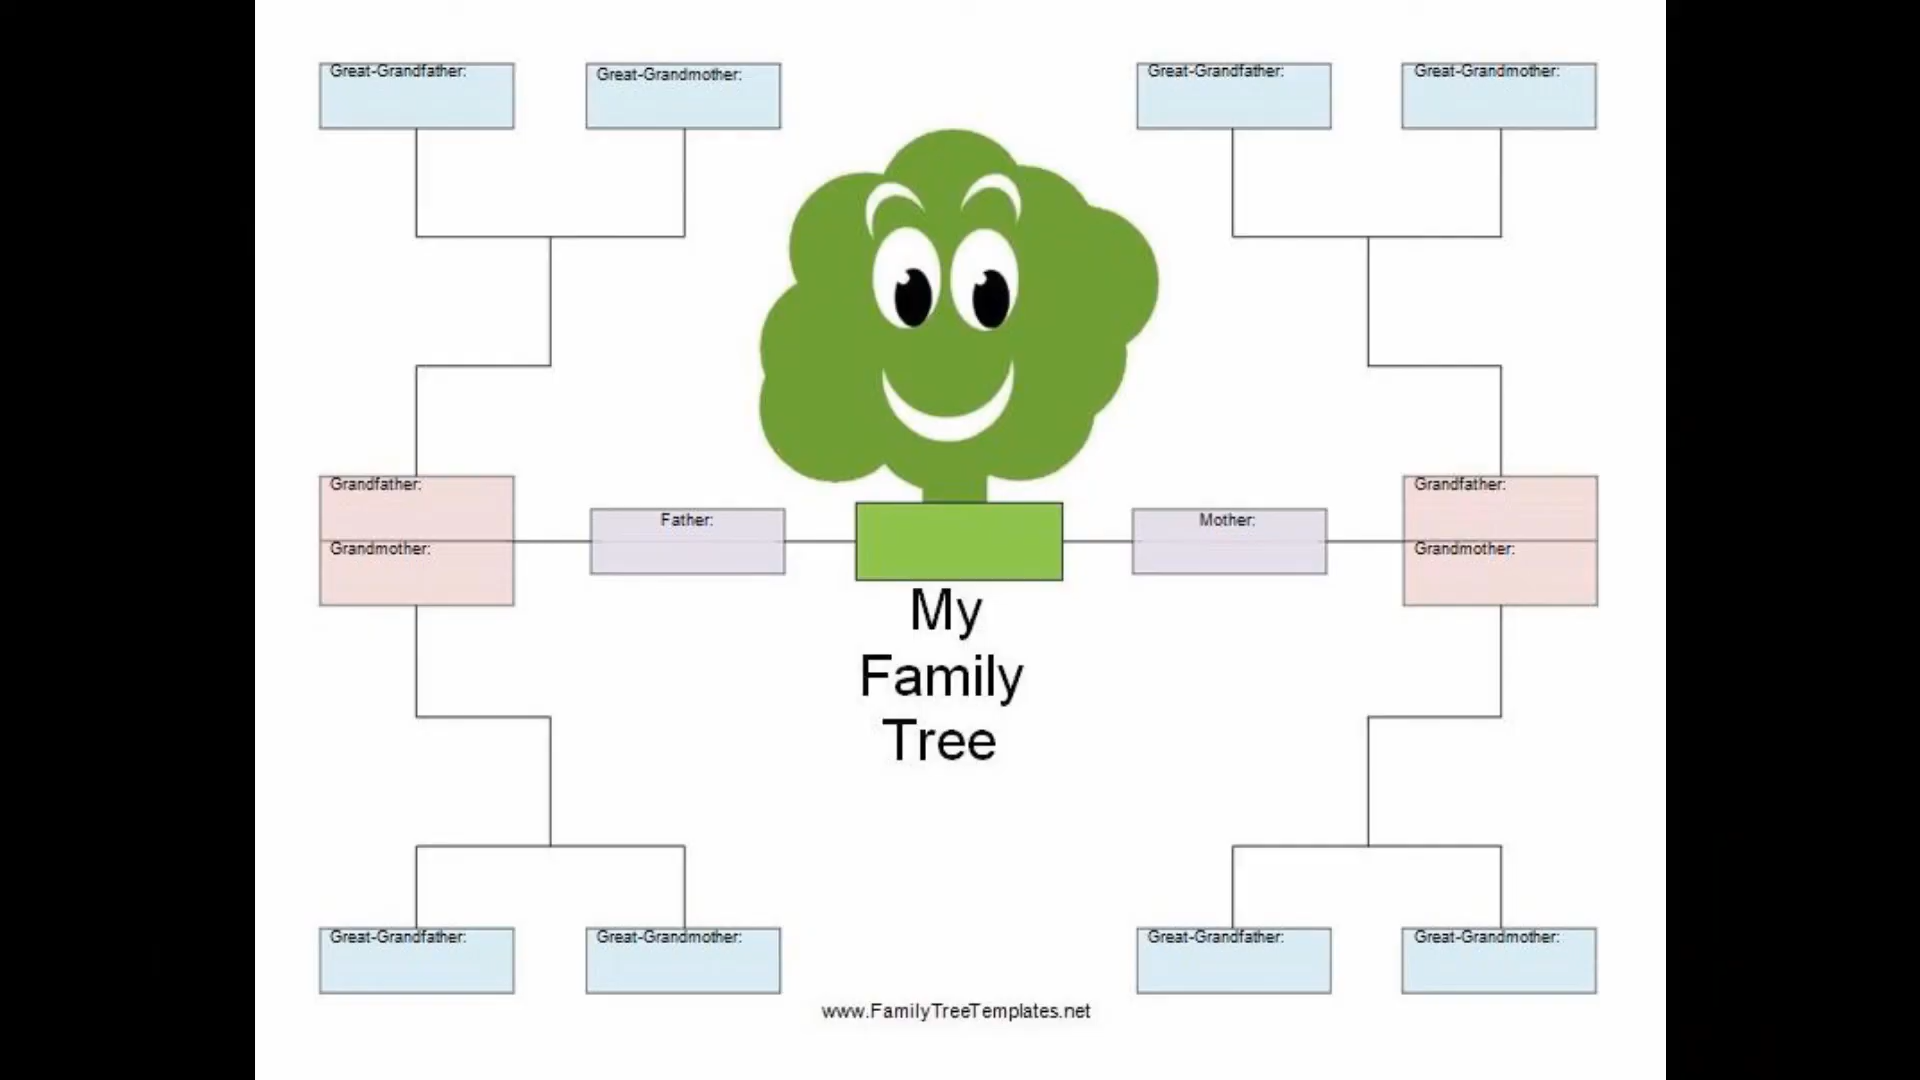 Great-Grandfather:
Great-Grandmother:
Great-Grandfather:
Great-Grandmother:
Grandfather:
Grandmother:
Father:
Mother:
Grandfather:
Grandmother:
My
Family
Tree
Great-Grandfather:
Great-Grandmother:
Great-Grandfather:
Great-Grandmother:
www.FamilyTreeTemplates.net